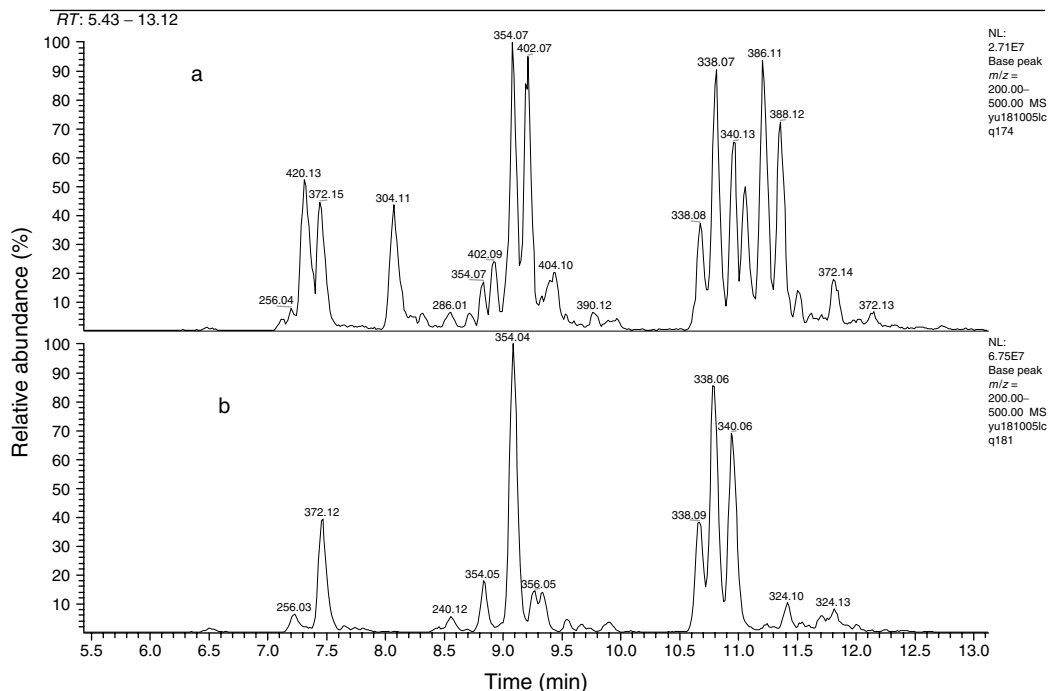 RT: 5.43 – 13.12
100
90
80
70
60
50
40
30
20
10
a
354.07
402.07
420.13
372.15
304.11
256.04
286.01
354.07
402.09
404.10
390.12
338.08
338.07
340.13
386.11
388.12
372.14
372.13
NL:
2.71E7
Base peak
m/z =
200.00–
500.00 MS
yu181005lc
q174
Relative abundance (%)
100
90
80
70
60
50
40
30
20
10
b
354.04
372.12
256.03
240.12
354.05
356.05
338.09
338.06
340.06
324.10
324.13
NL:
6.75E7
Base peak
m/z =
200.00–
500.00 MS
yu181005lc
q181
5.5 6.0 6.5 7.0 7.5 8.0 8.5 9.0 9.5 10.0 10.5 11.0 11.5 12.0 12.5 13.0
Time (min)